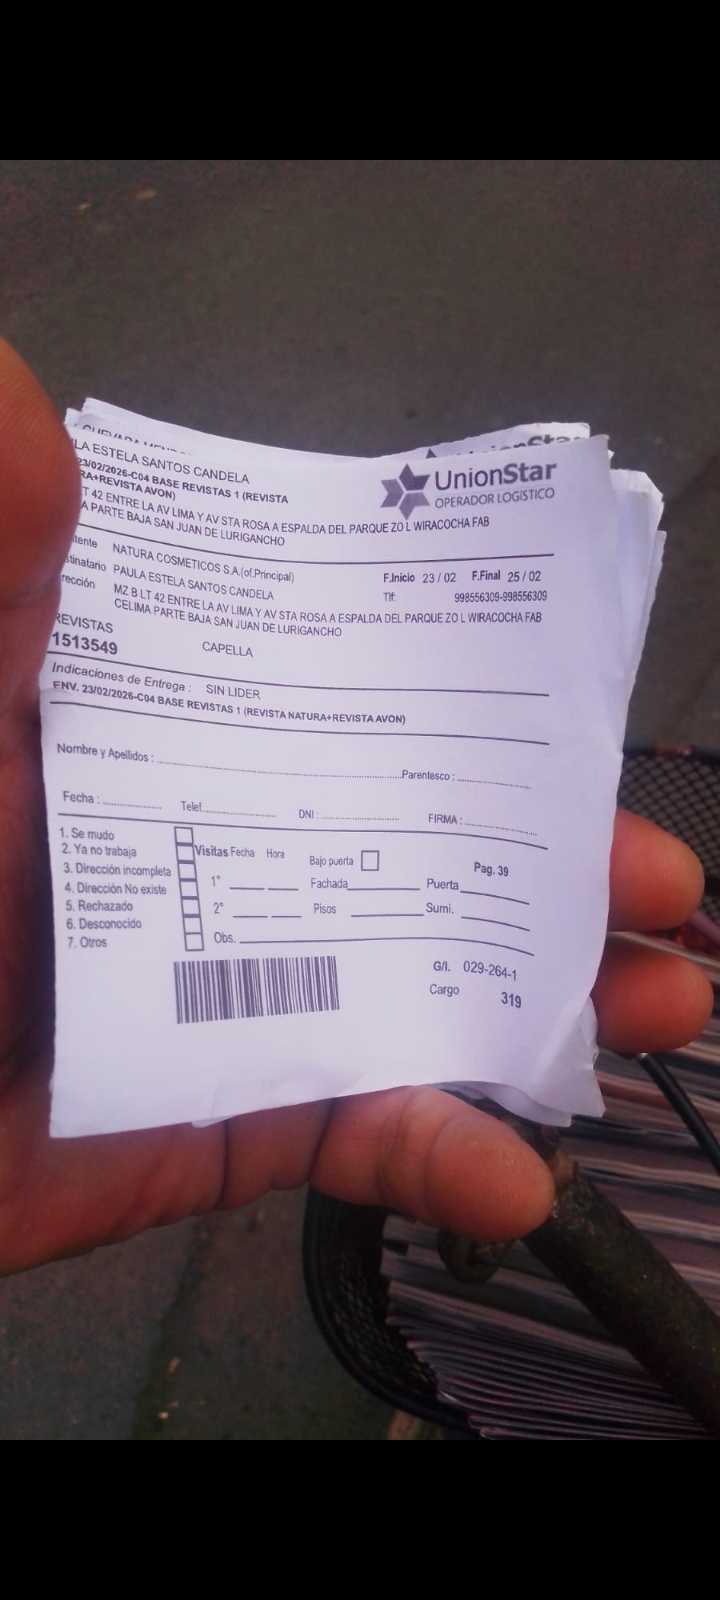 LA ESTELA SANTOS CANDELA
23/02/2026-C04 BASE REVISTAS 1 (REVISTA
RA+REVISTA AVON)
LT 42 ENTRE LA AV LIMA Y AV STA ROSA A ESPALDA DEL PARQUE ZO L WIRACOCHA FAB
A PARTE BAJA SAN JUAN DE LURIGANCHO
UnionStar
OPERADOR LOGÍSTICO
itente NATURA COSMETICOS S.A.(of.Principal)
stinatario PAULA ESTELA SANTOS CANDELA
rección MZ B LT 42 ENTRE LA AV LIMA Y AV STA ROSA A ESPALDA DEL PARQUE ZO L WIRACOCHA FAB
CELIMA PARTE BAJA SAN JUAN DE LURIGANCHO
F.Inicio 23 / 02 F.Final 25 / 02
Tlf: 998556309-998556309
REVISTAS
1513549 CAPELLA
Indicaciones de Entrega : SIN LIDER
ENV. 23/02/2026-C04 BASE REVISTAS 1 (REVISTA NATURA+REVISTA AVON)
Nombre y Apellidos : Parentesco :
Fecha : Telef. DNI : FIRMA :
1. Se mudo
2. Ya no trabaja
3. Dirección incompleta
4. Dirección No existe
5. Rechazado
6. Desconocido
7. Otros
Visitas Fecha Hora Bajo puerta Pag. 39
1° Fachada Puerta
2° Pisos Sumi.
Obs.
G/I. 029-264-1
Cargo 319